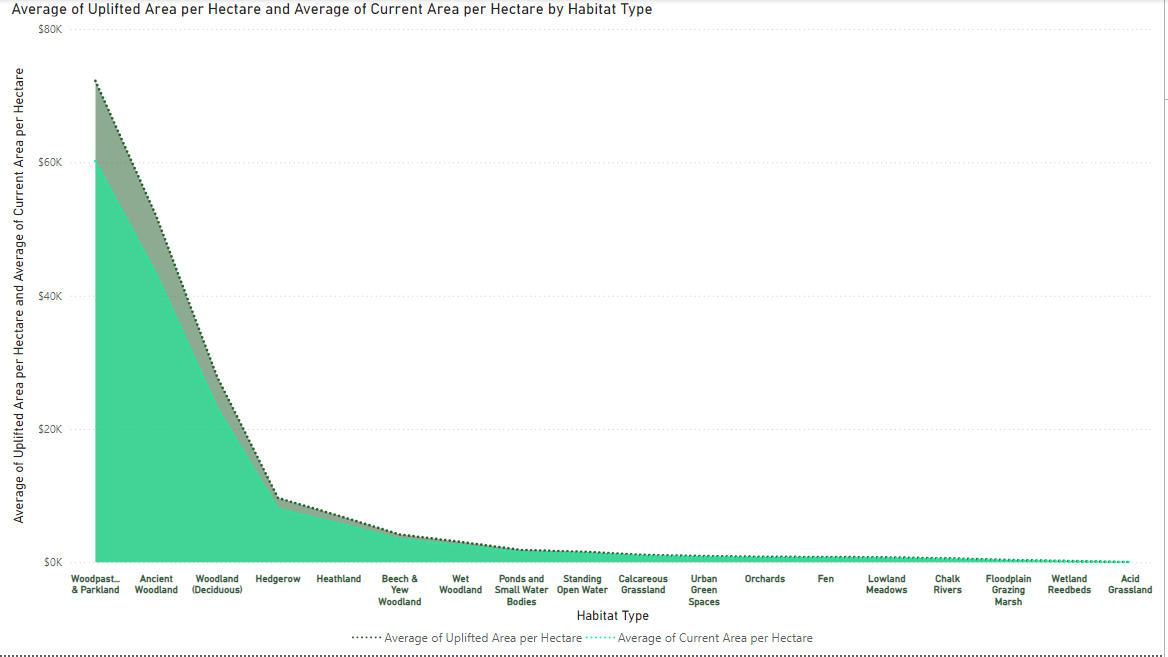 Average of Uplifted Area per Hectare and Average of Current Area per Hectare by Habitat Type
Average of Uplifted Area per Hectare and Average of Current Area per Hectare
$80K
$60K
$40K
$20K
$0K
Woodpast...
& Parkland
Ancient
Woodland
Woodland
(Deciduous)
Hedgerow
Heathland
Beech &
Yew
Woodland
Wet
Woodland
Ponds and
Small Water
Bodies
Standing
Open Water
Calcareous
Grassland
Urban
Green
Spaces
Orchards
Fen
Lowland
Meadows
Chalk
Rivers
Floodplain
Grazing
Marsh
Wetland
Reedbeds
Acid
Grassland
Habitat Type
Average of Uplifted Area per Hectare
Average of Current Area per Hectare